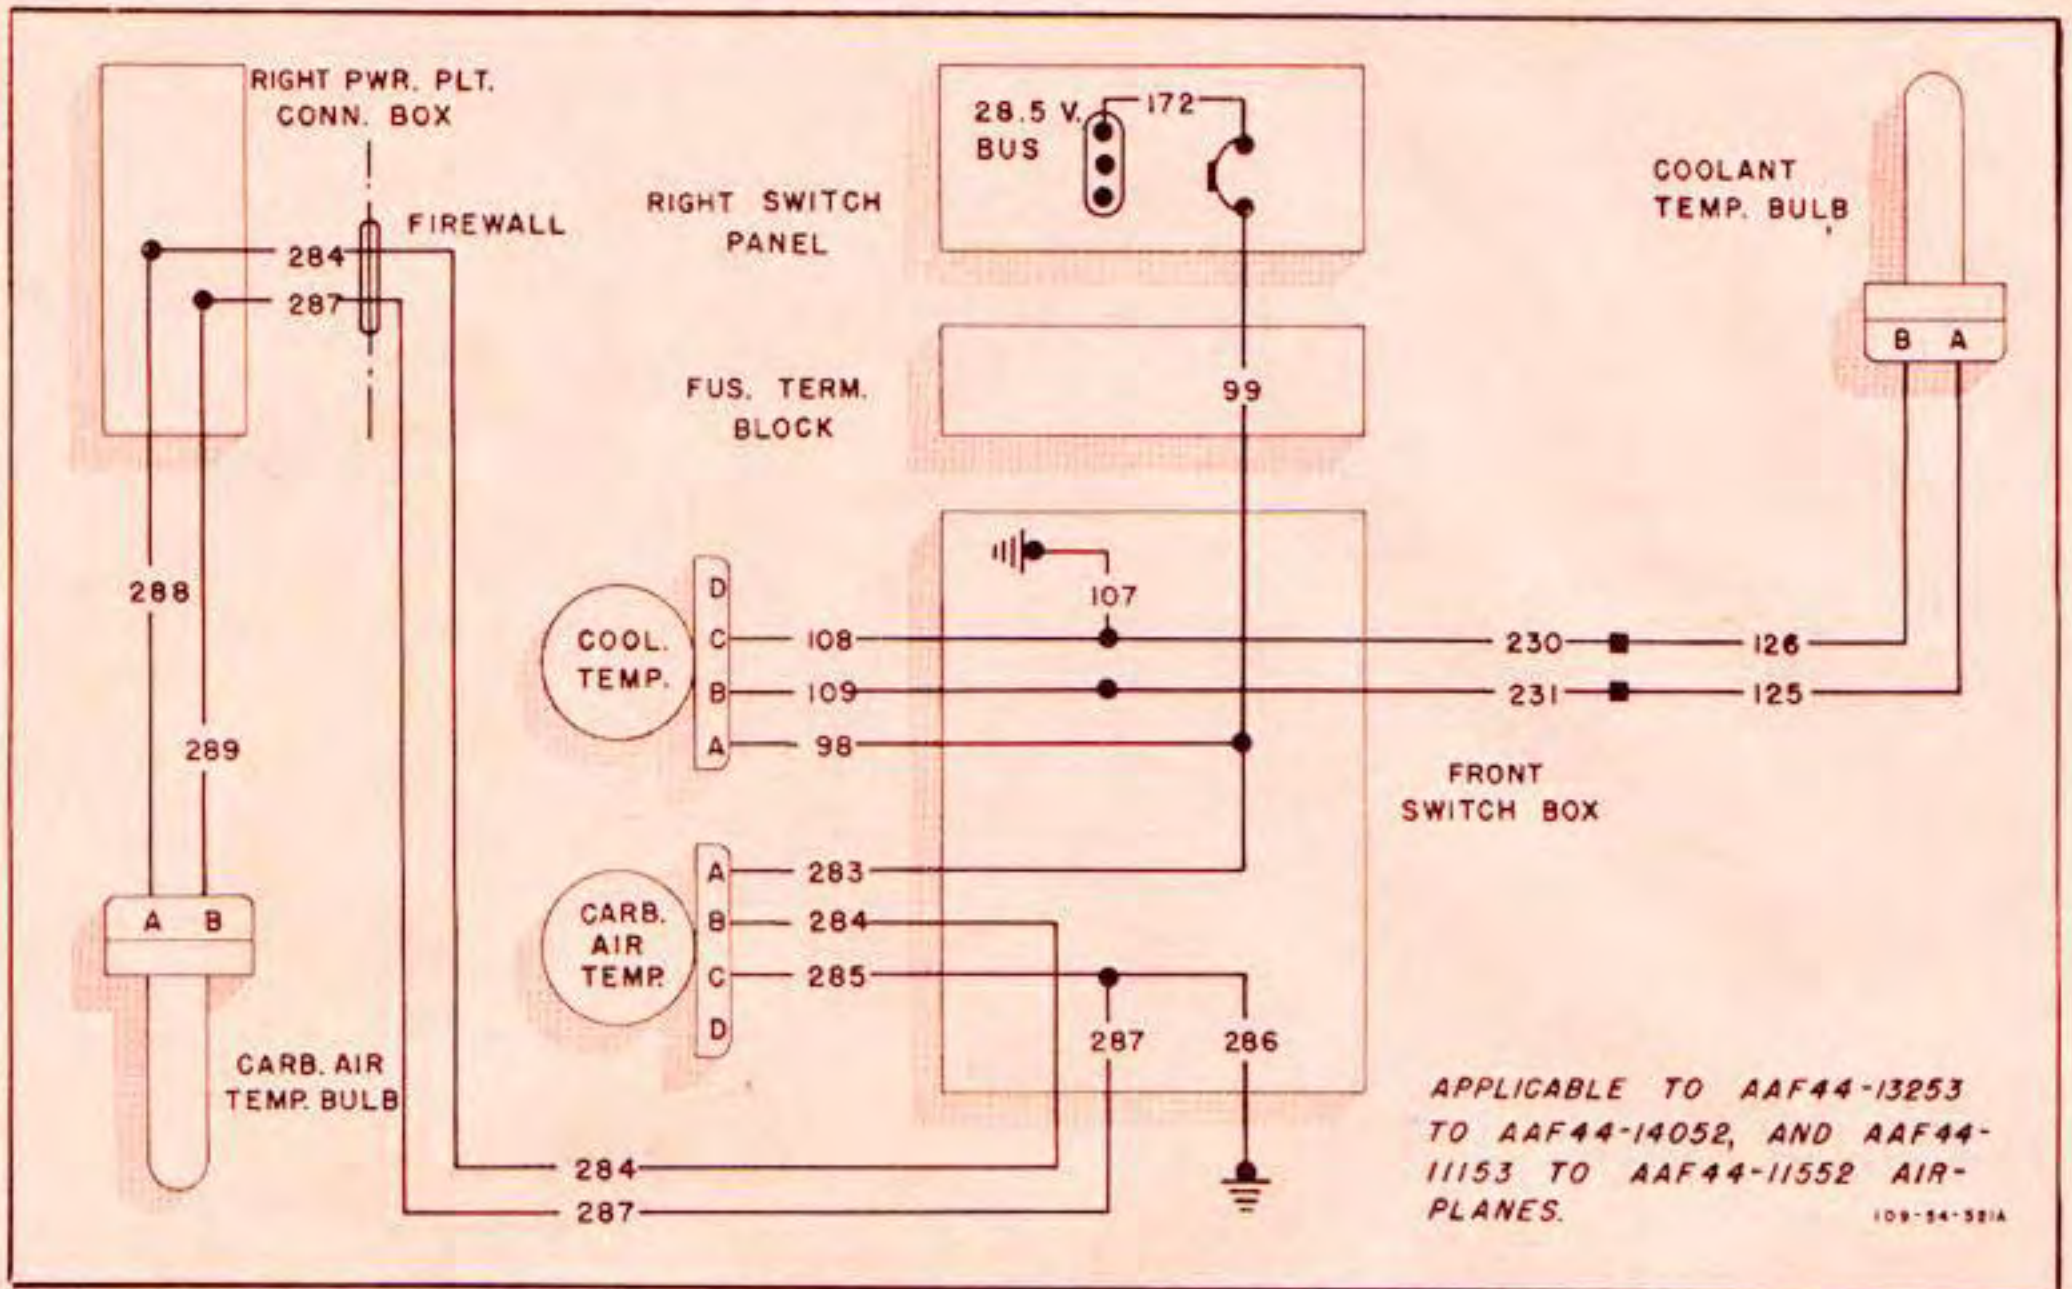 RIGHT PWR. PLT.
CONN. BOX
FIREWALL
284
287
288
289
A B
CARB. AIR
TEMP. BULB
28.5 V.
BUS
172
RIGHT SWITCH
PANEL
FUS. TERM.
BLOCK
99
COOLANT
TEMP. BULB
B A
107
COOL.
TEMP.
D
C 108
B 109
A 98
230 126
231 125
FRONT
SWITCH BOX
CARB.
AIR
TEMP.
A 283
B 284
C 285
D
287 286
284
287
APPLICABLE TO AAF44-13253
TO AAF44-14052, AND AAF44-
11153 TO AAF44-11552 AIR-
PLANES.